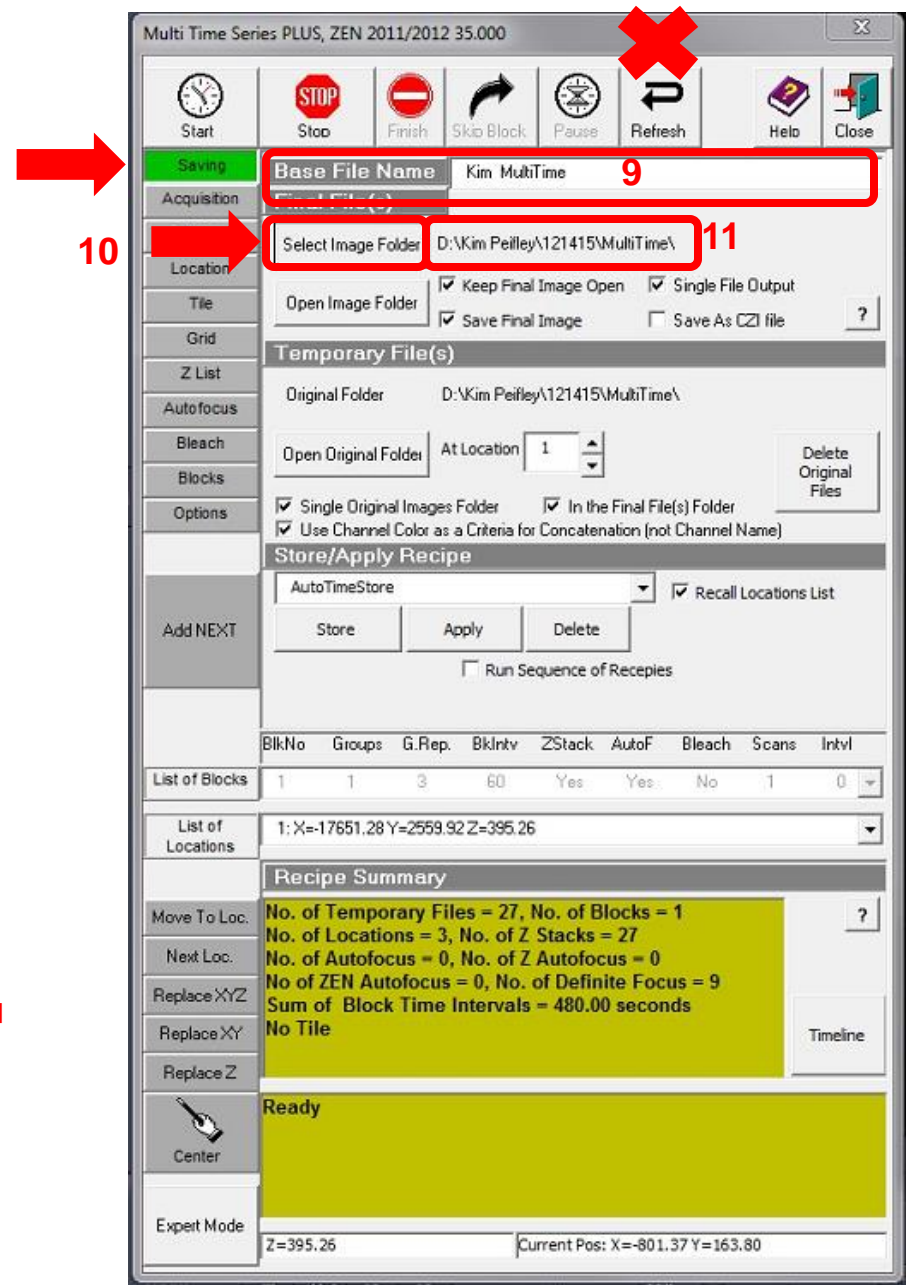 Multi Time Series PLUS, ZEN 2011/2012 35.000
Start
STOP
Stop
Finish
Skip Block
Pause
Refresh
Help
Close
Saving
Base File Name
Kim MultiTime
9
Acquisition
10
Select Image Folder
D:\Kim Peifley\121415\MultiTime\
11
Location
Keep Final Image Open
Single File Output
Tile
Open Image Folder
Save Final Image
Save As CZI file
?
Grid
Temporary File(s)
Z List
Original Folder
D:\Kim Peifley\121415\MultiTime\
Autofocus
Bleach
Open Original Folder
At Location
1
Delete
Original
Files
Blocks
Options
Single Original Images Folder
In the Final File(s) Folder
Use Channel Color as a Criteria for Concatenation (not Channel Name)
Store/Apply Recipe
AutoTimeStore
Recall Locations List
Add NEXT
Store
Apply
Delete
Run Sequence of Recepies
BlkNo Groups G.Rep. BkIntv ZStack AutoF Bleach Scans Intvl
List of Blocks
1 1 3 60 Yes Yes No 1 0
List of
Locations
1: X=-17651.28 Y=2559.92 Z=395.26
Recipe Summary
Move To Loc.
Next Loc.
Replace XYZ
Replace XY
Replace Z
No. of Temporary Files = 27, No. of Blocks = 1
No. of Locations = 3, No. of Z Stacks = 27
No. of Autofocus = 0, No. of Z Autofocus = 0
No of ZEN Autofocus = 0, No. of Definite Focus = 9
Sum of Block Time Intervals = 480.00 seconds
No Tile
?
Timeline
Center
Ready
Expert Mode
Z=395.26
Current Pos: X=-801.37 Y=163.80